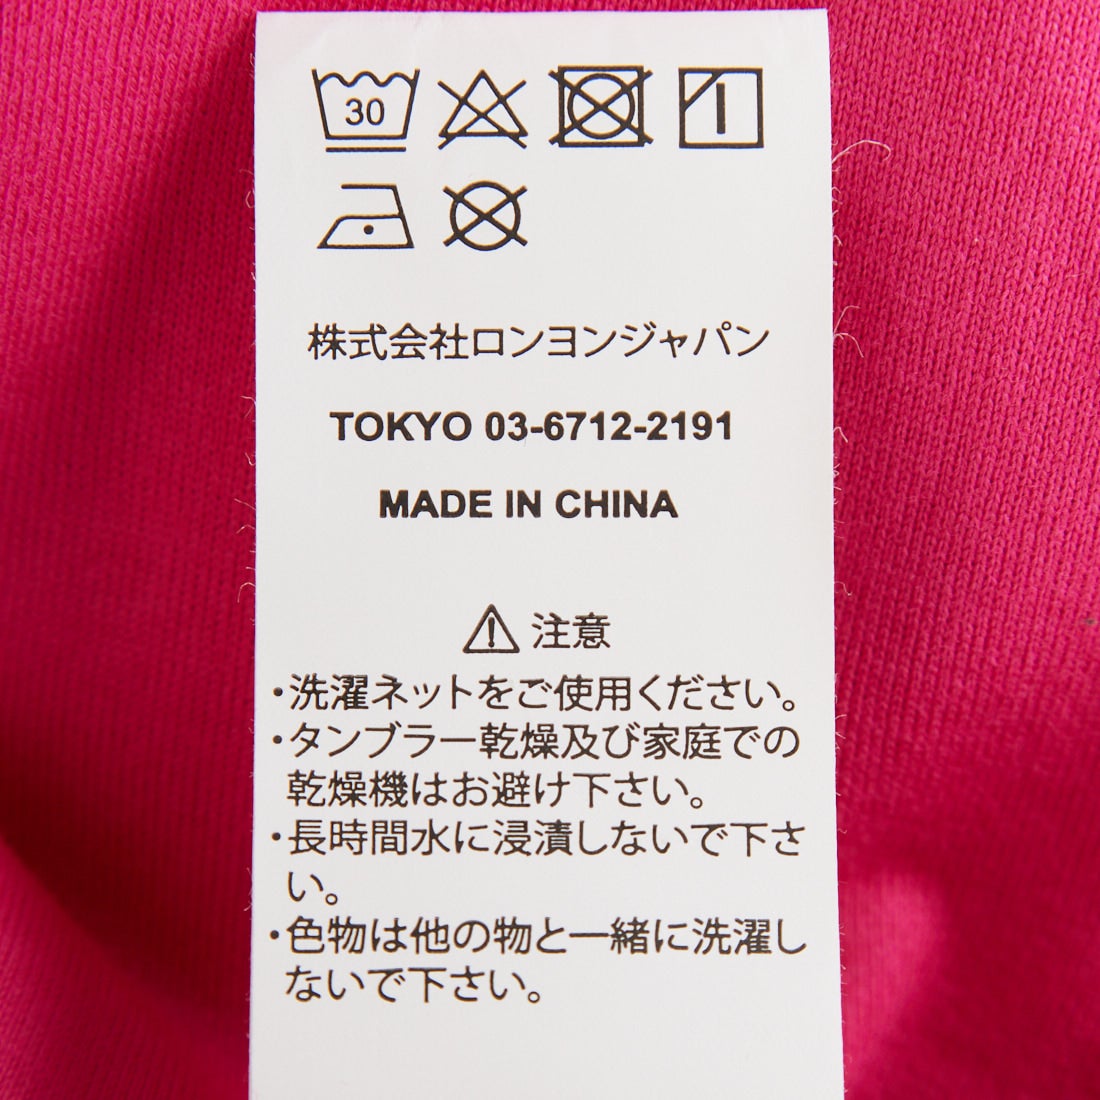 30
株式会社ロンヨンジャパン
TOKYO 03-6712-2191
MADE IN CHINA
注意
・洗濯ネットをご使用ください。
・タンブラー乾燥及び家庭での
乾燥機はお避け下さい。
・長時間水に浸漬しないで下さ
い。
・色物は他の物と一緒に洗濯し
ないで下さい。